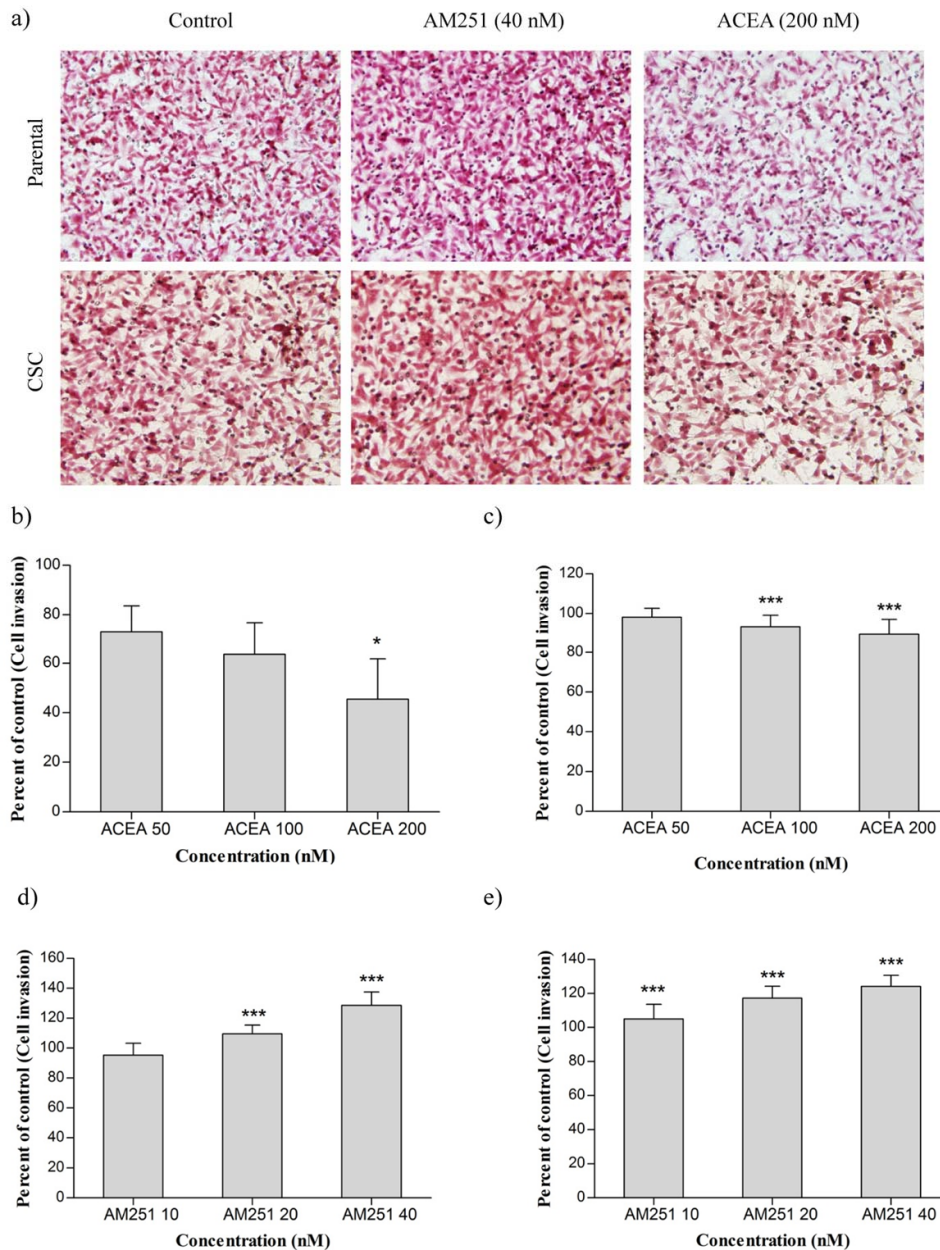 a)
Control
AM251 (40 nM)
ACEA (200 nM)
Parental
CSC
b)
Percent of control (Cell invasion)
100
80
60
40
20
0
*
ACEA 50
ACEA 100
ACEA 200
Concentration (nM)
c)
Percent of control (Cell invasion)
120
100
80
60
40
20
0
***
***
ACEA 50
ACEA 100
ACEA 200
Concentration (nM)
d)
Percent of control (Cell invasion)
160
140
120
100
80
60
40
20
0
***
***
AM251 10
AM251 20
AM251 40
Concentration (nM)
e)
Percent of control (Cell invasion)
140
120
100
80
60
40
20
0
***
***
***
AM251 10
AM251 20
AM251 40
Concentration (nM)